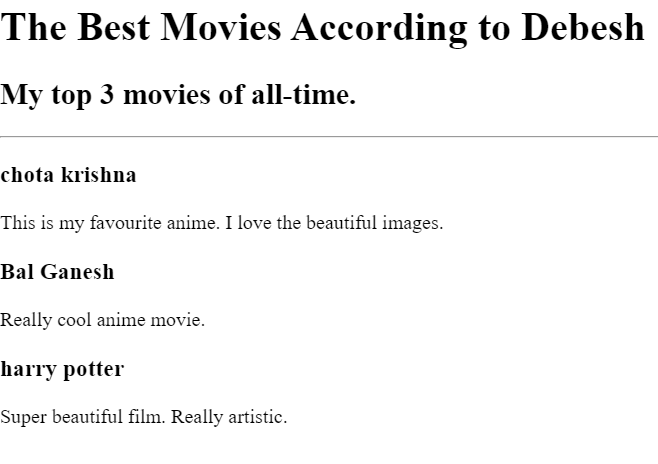 The Best Movies According to Debesh
My top 3 movies of all-time.
chota krishna
This is my favourite anime. I love the beautiful images.
Bal Ganesh
Really cool anime movie.
harry potter
Super beautiful film. Really artistic.